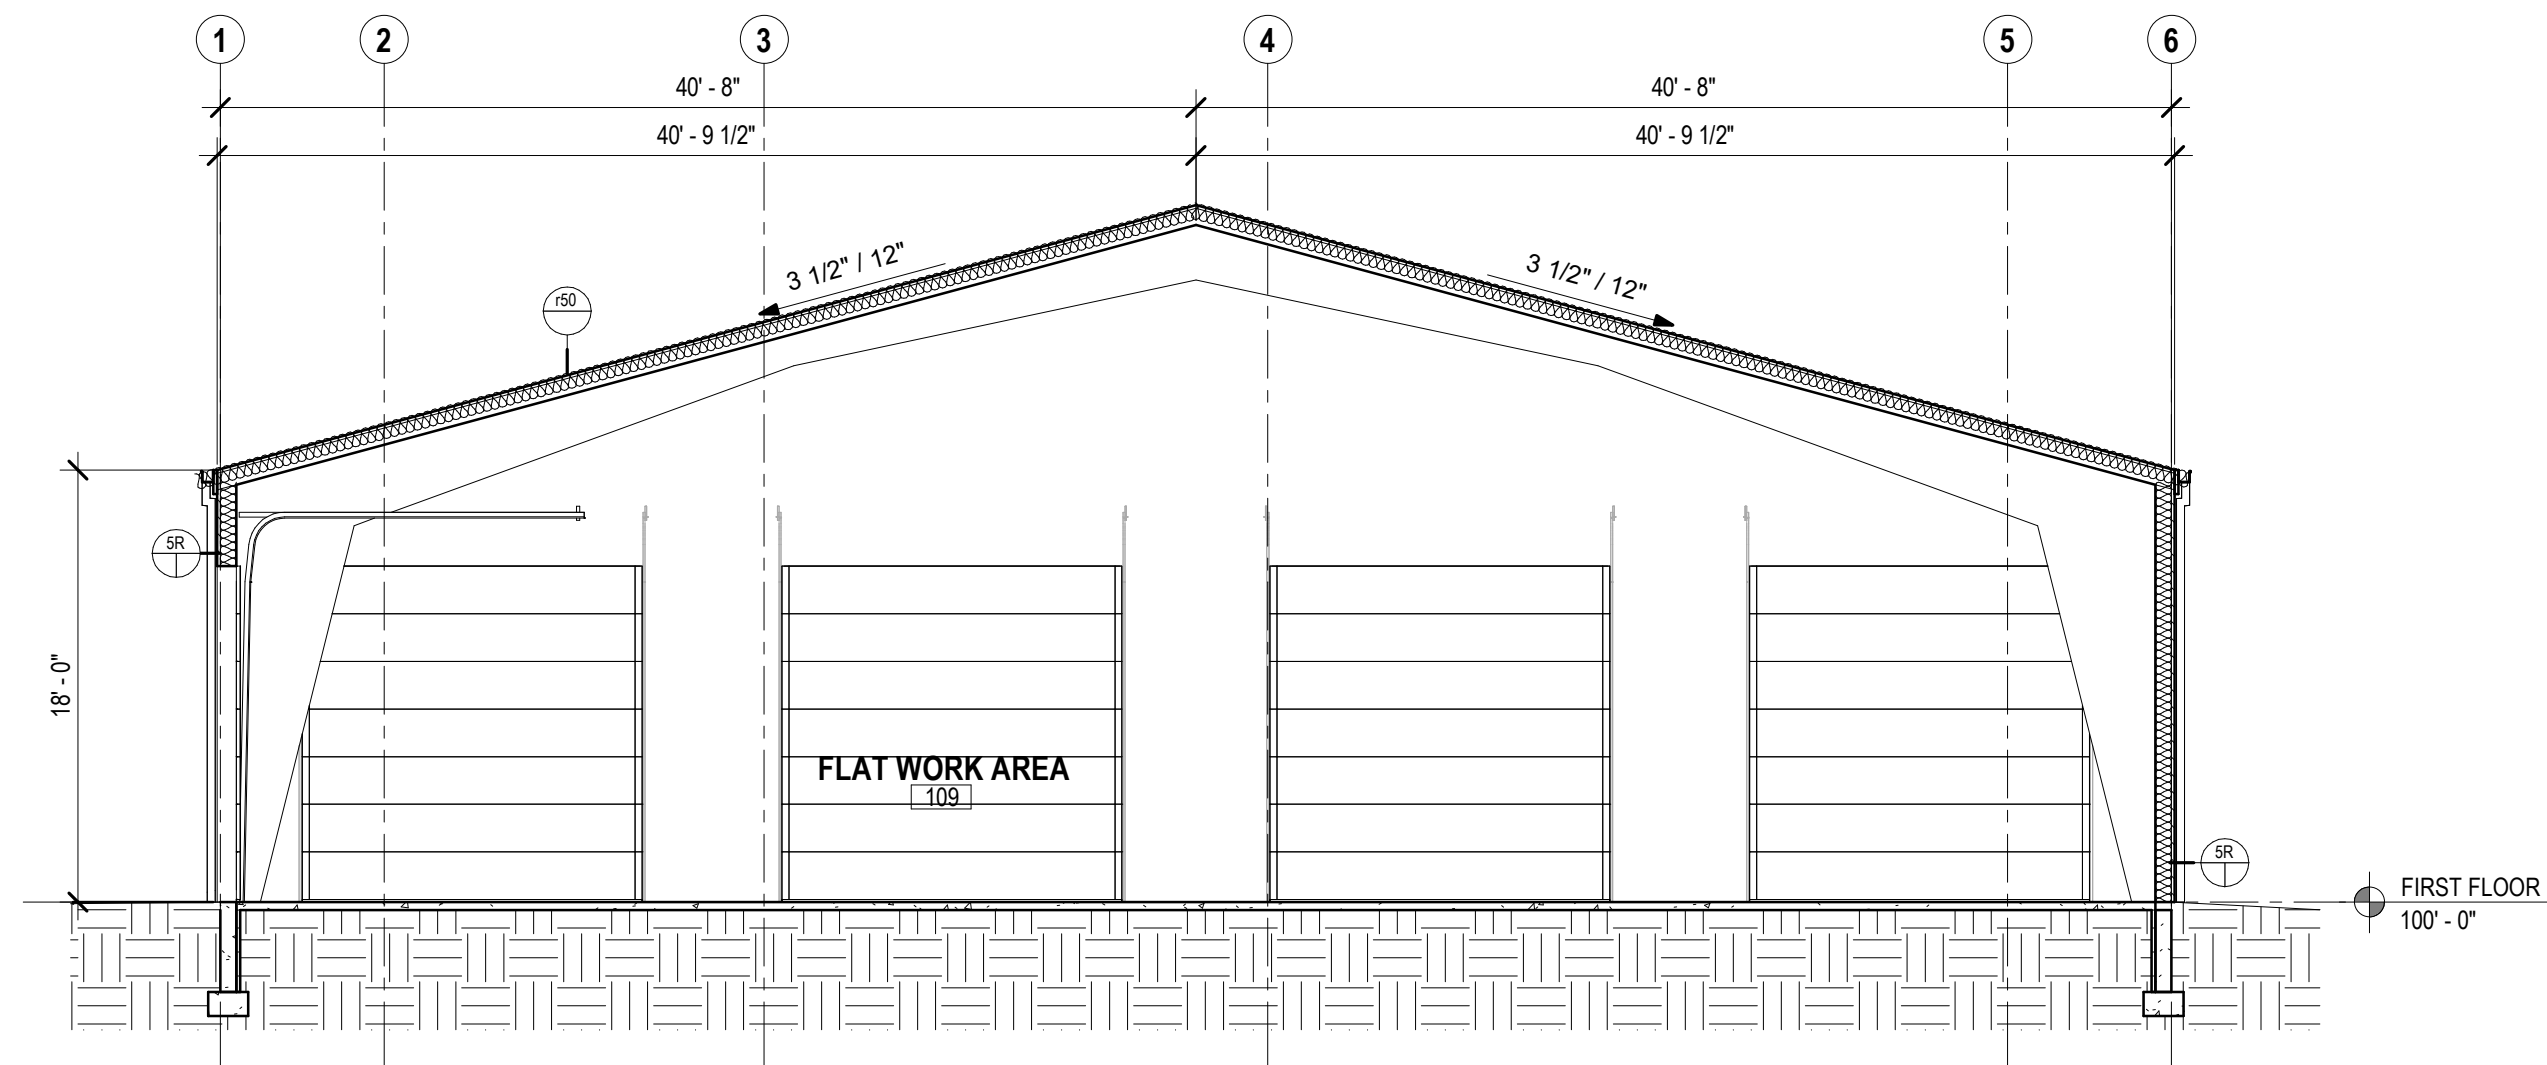 1 2 3 4 5 6
40' - 8" 40' - 8"
40' - 9 1/2" 40' - 9 1/2"
3 1/2" / 12" 3 1/2" / 12"
r50
5R
18' - 0"
FLAT WORK AREA
109
5R
FIRST FLOOR
100' - 0"